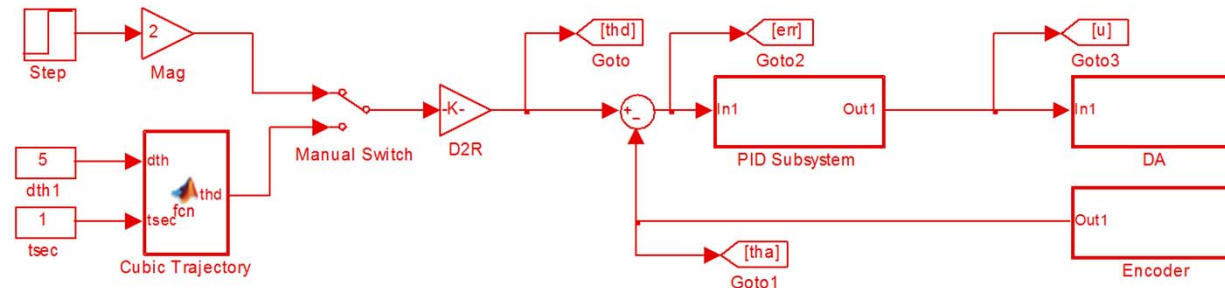 Step
2
Mag
5
dth1
1
tsec
dth
tsec
fcn
thd
Cubic Trajectory
Manual Switch
-K-
D2R
[thd]
Goto
+
-
[err]
Goto2
In1
Out1
PID Subsystem
[u]
Goto3
In1
DA
Out1
Encoder
[tha]
Goto1